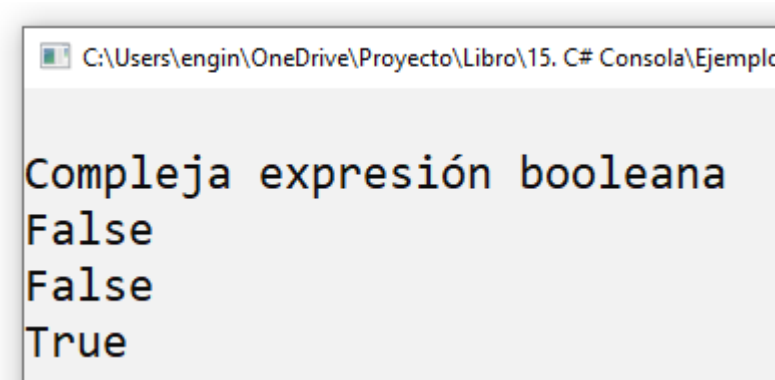 C:\Users\engin\OneDrive\Proyecto\Libro\15. C# Consola\Ejemplo
Compleja expresión booleana
False
False
True